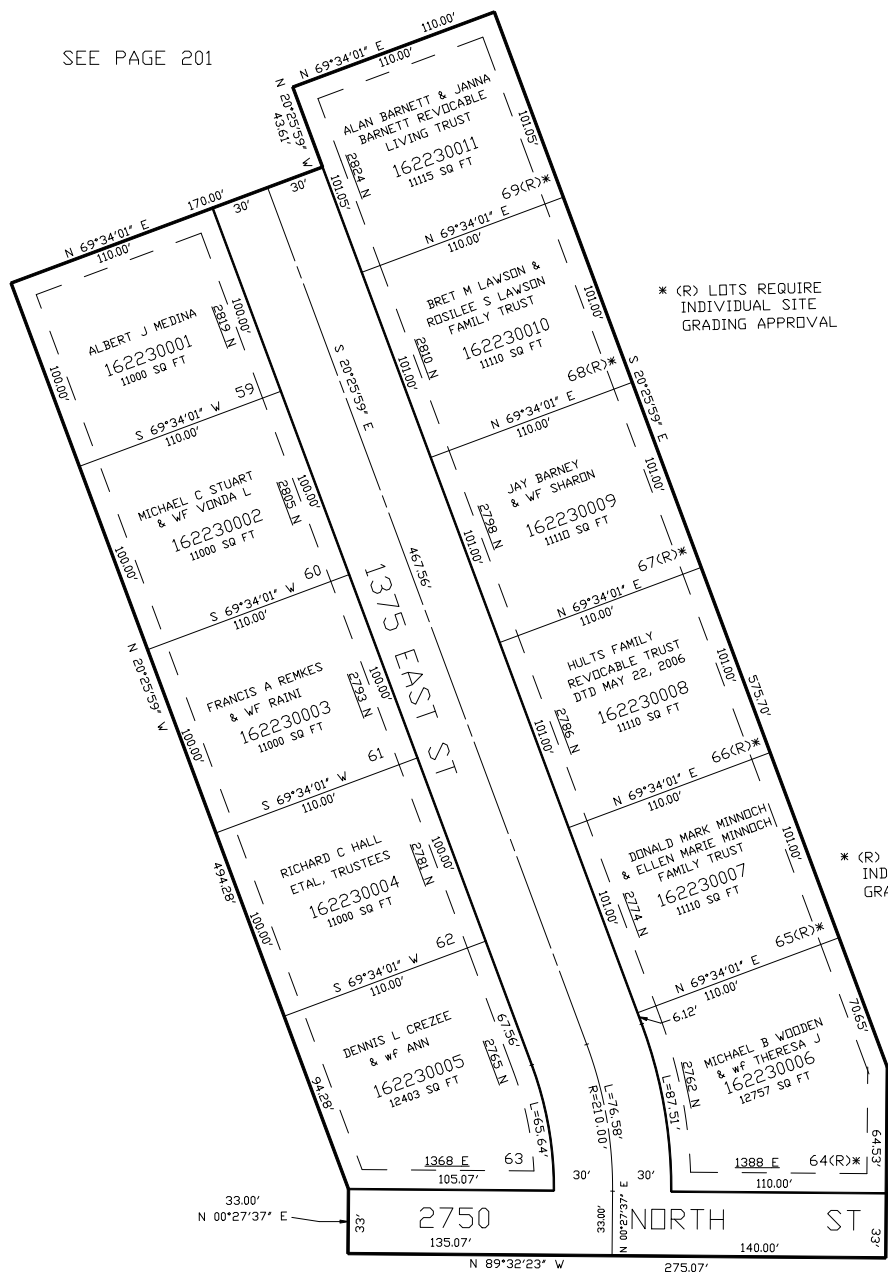 SEE PAGE 201
N 69°34'01" E
110.00'
110.00'
N 20°25'59" W
43.61'
ALAN BARNETT & JANNA
BARNETT REVOCABLE
LIVING TRUST
162230011
11115 SQ FT
2824 N
101.05'
101.05'
69(R)*
N 69°34'01" E
110.00'
170.00'
30'
30'
N 69°34'01" E
110.00'
ALBERT J MEDINA
162230001
11000 SQ FT
2819 N
100.00'
100.00'
59
S 69°34'01" W
110.00'
BRET M LAWSON &
ROSILEE S LAWSON
FAMILY TRUST
162230010
11110 SQ FT
2810 N
101.00'
101.00'
68(R)*
N 69°34'01" E
110.00'
* (R) LOTS REQUIRE
INDIVIDUAL SITE
GRADING APPROVAL
S 20°25'59" E
S 20°25'59" E
MICHAEL C STUART
& WF VONDA L
162230002
11000 SQ FT
2805 N
100.00'
100.00'
60
S 69°34'01" W
110.00'
JAY BARNEY
& WF SHARON
162230009
11110 SQ FT
2798 N
101.00'
101.00'
67(R)*
N 69°34'01" E
110.00'
467.56'
1375 EAST ST
N 20°25'59" W
FRANCIS A REMKES
& WF RAINI
162230003
11000 SQ FT
2793 N
100.00'
100.00'
61
S 69°34'01" W
110.00'
HULTS FAMILY
REVOCABLE TRUST
DTD MAY 22, 2006
162230008
11110 SQ FT
2786 N
101.00'
101.00'
575.70'
66(R)*
N 69°34'01" E
110.00'
RICHARD C HALL
ETAL, TRUSTEES
162230004
11000 SQ FT
2781 N
100.00'
100.00'
494.28'
62
S 69°34'01" W
110.00'
DONALD MARK MINNOCH
& ELLEN MARIE MINNOCH
FAMILY TRUST
162230007
11110 SQ FT
2774 N
101.00'
101.00'
65(R)*
N 69°34'01" E
110.00'
* (R)
IND
GRA
6.12'
DENNIS L CREZEE
& wf ANN
162230005
12403 SQ FT
2765 N
67.56'
94.28'
L=65.64'
1368 E
63
105.07'
L=76.58'
R=210.00'
MICHAEL B WOODEN
& wf THERESA J
162230006
12757 SQ FT
2762 N
L=87.51'
70.65'
64.53'
1388 E
64(R)*
110.00'
30'
30'
33.00'
N 00°27'37" E
33'
2750 NORTH ST
33.00'
N 00°27'37" E
33'
135.07'
140.00'
N 89°32'23" W
275.07'